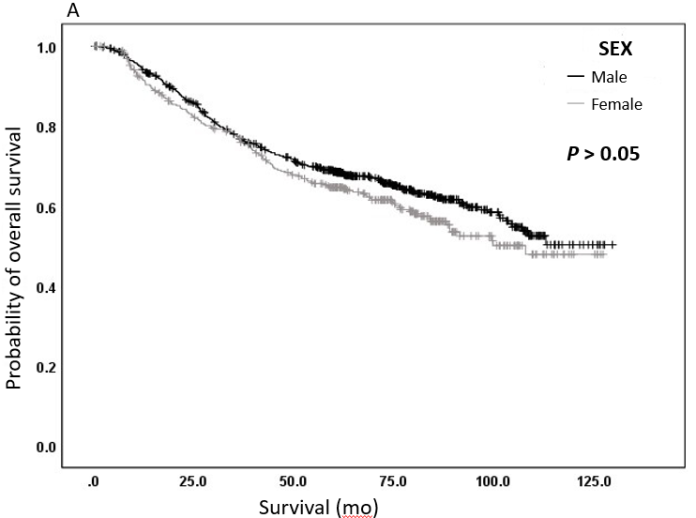 A
SEX
Male
Female
P > 0.05
Probability of overall survival
1.0
0.8
0.6
0.4
0.2
0.0
.0 25.0 50.0 75.0 100.0 125.0
Survival (mo)